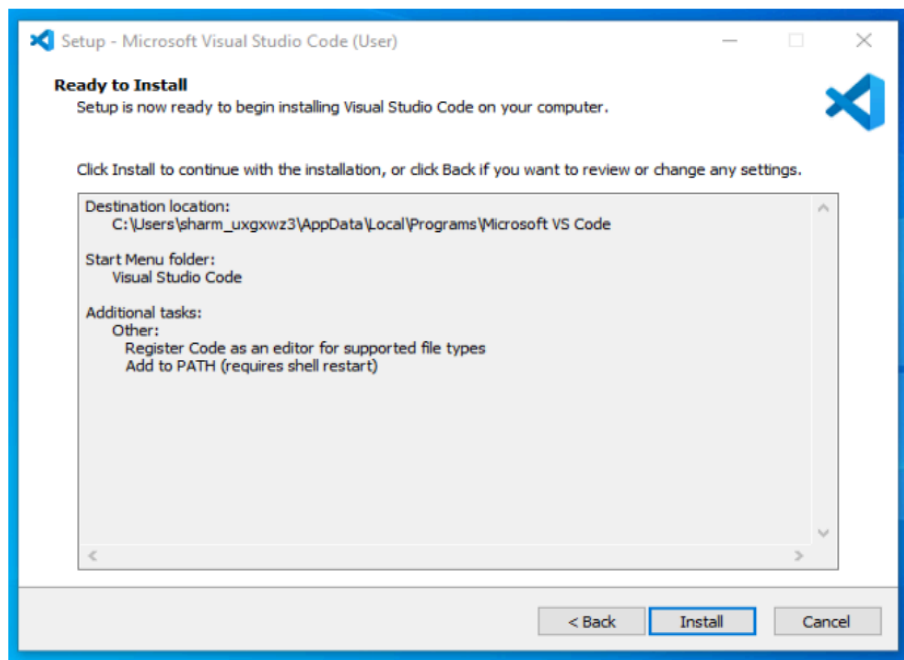 Setup - Microsoft Visual Studio Code (User)
Ready to Install
Setup is now ready to begin installing Visual Studio Code on your computer.
Click Install to continue with the installation, or click Back if you want to review or change any settings.
Destination location:
C:\Users\sharm_uxgxwz3\AppData\Local\Programs\Microsoft VS Code
Start Menu folder:
Visual Studio Code
Additional tasks:
Other:
Register Code as an editor for supported file types
Add to PATH (requires shell restart)
< Back Install Cancel